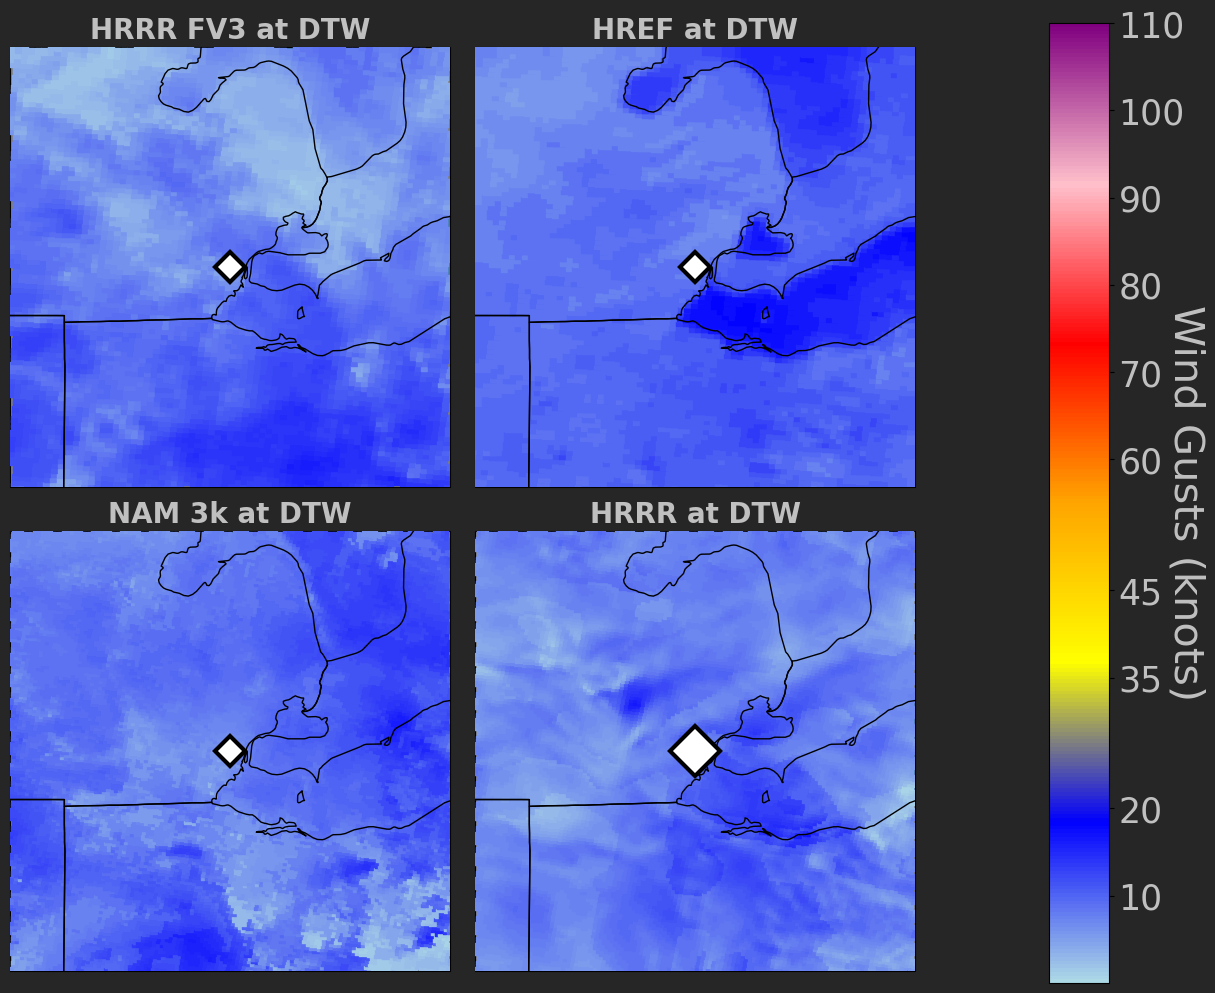 HRRR FV3 at DTW
HREF at DTW
NAM 3k at DTW
HRRR at DTW
110
100
90
80
70
60
45
35
20
10
Wind Gusts (knots)